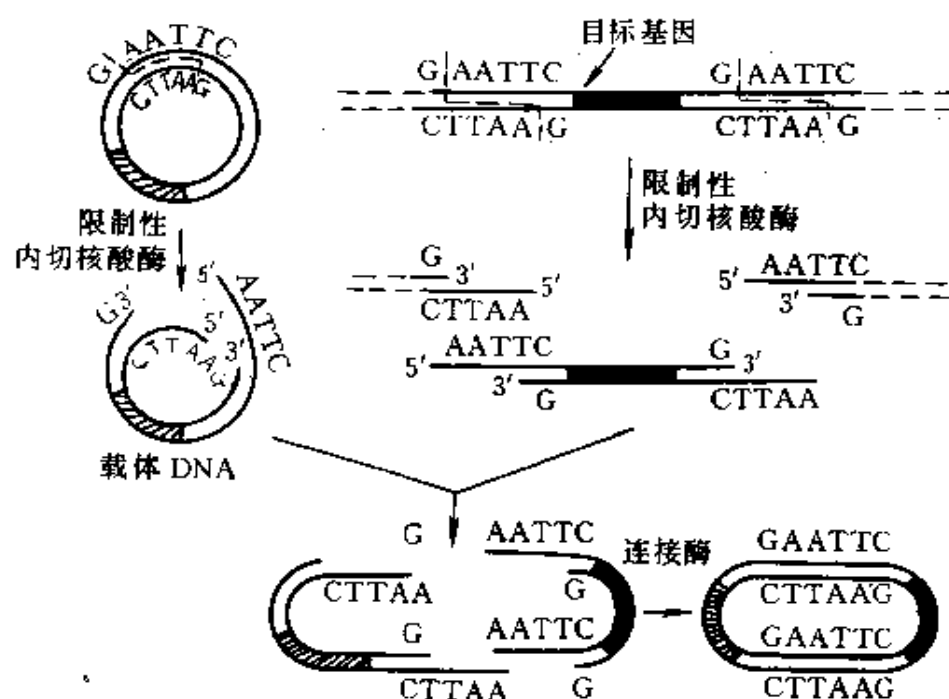 G AATTC
CTTAAG
目标基因
G AATTC G AATTC
CTTAA G CTTAA G
限制性
内切核酸酶
限制性
内切核酸酶
G 3′
CTTAA 5′
5′ AATTC
3′ G
G 3′
5′ AATTC
5′
CTTAAG 3′
5′ AATTC G 3′
3′ G CTTAA
载体 DNA
G AATTC
CTTAA G
G AATTC
CTTAA G
连接酶
GAATTC
CTTAAG
GAATTC
CTTAAG